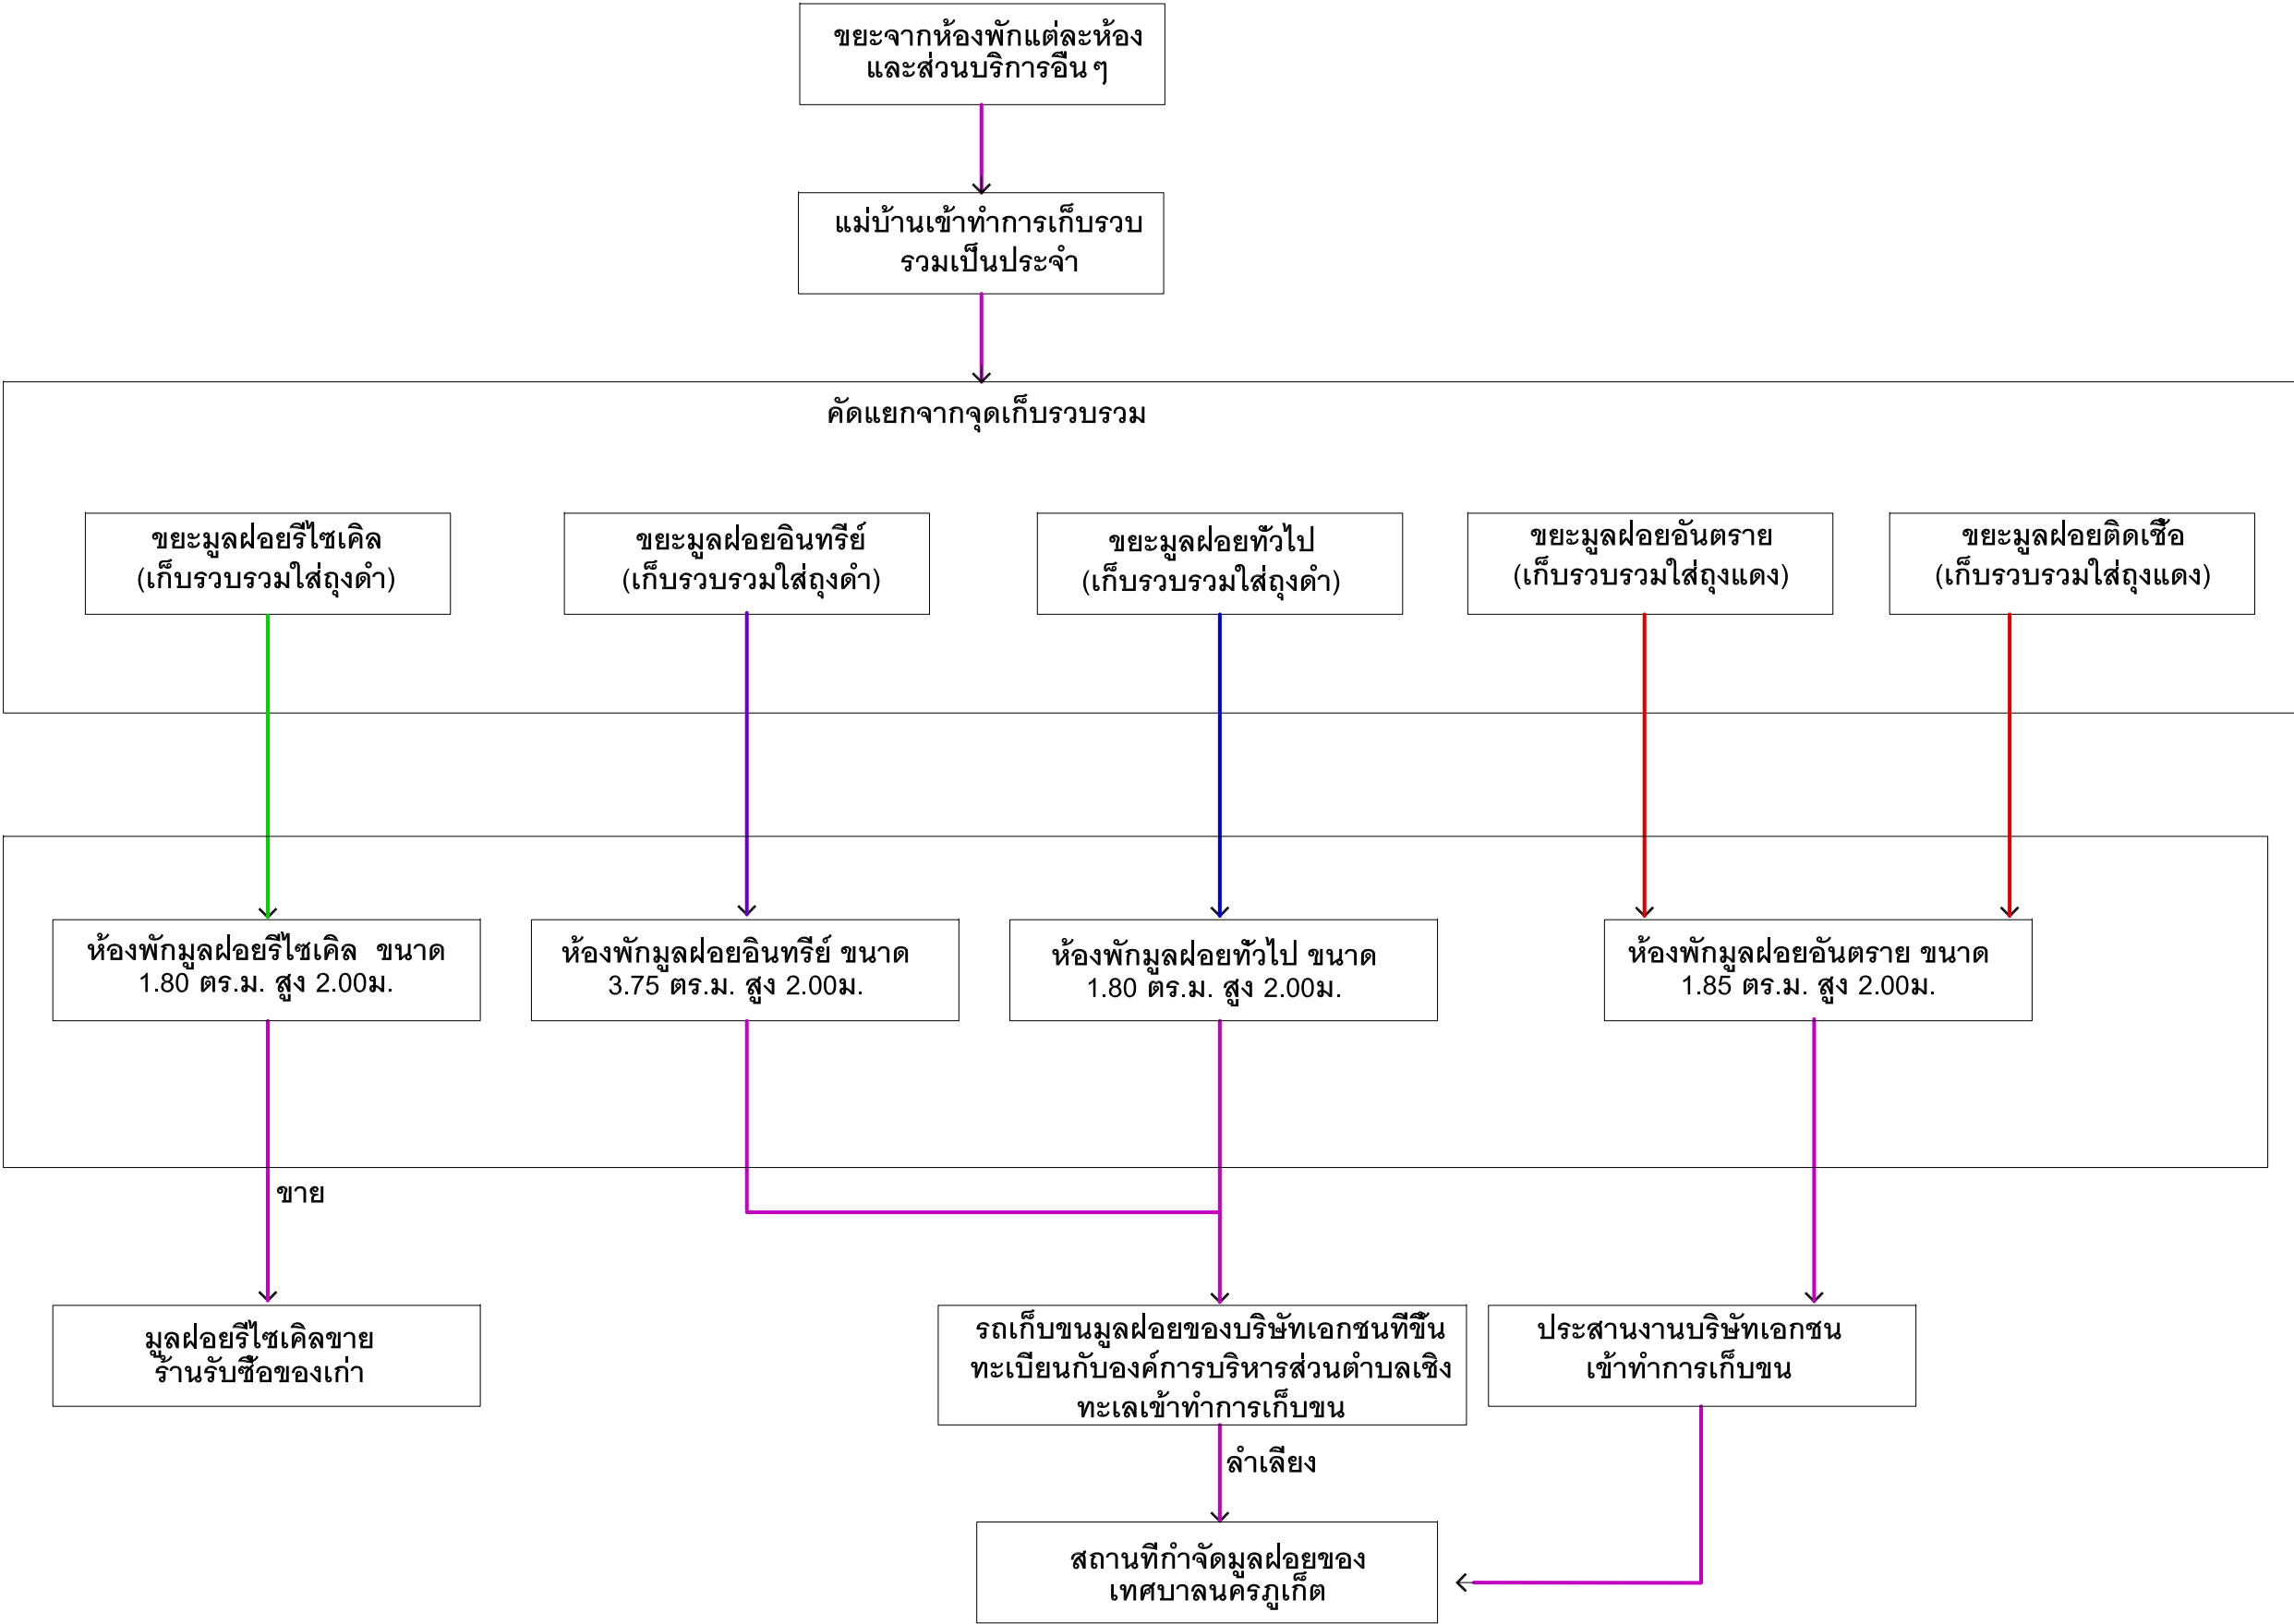 ขยะจากห้องพักแต่ละห้อง
และส่วนบริการอื่นๆ
แม่บ้านเข้าทำการเก็บรวบ
รวมเป็นประจำ
คัดแยกจากจุดเก็บรวบรวม
ขยะมูลฝอยรีไซเคิล
(เก็บรวบรวมใส่ถุงดำ)
ขยะมูลฝอยอินทรีย์
(เก็บรวบรวมใส่ถุงดำ)
ขยะมูลฝอยทั่วไป
(เก็บรวบรวมใส่ถุงดำ)
ขยะมูลฝอยอันตราย
(เก็บรวบรวมใส่ถุงแดง)
ขยะมูลฝอยติดเชื้อ
(เก็บรวบรวมใส่ถุงแดง)
ห้องพักมูลฝอยรีไซเคิล ขนาด
1.80 ตร.ม. สูง 2.00ม.
ห้องพักมูลฝอยอินทรีย์ ขนาด
3.75 ตร.ม. สูง 2.00ม.
ห้องพักมูลฝอยทั่วไป ขนาด
1.80 ตร.ม. สูง 2.00ม.
ห้องพักมูลฝอยอันตราย ขนาด
1.85 ตร.ม. สูง 2.00ม.
ขาย
มูลฝอยรีไซเคิลขาย
ร้านรับซื้อของเก่า
รถเก็บขนมูลฝอยของบริษัทเอกชนที่ขึ้น
ทะเบียนกับองค์การบริหารส่วนตำบลเชิง
ทะเลเข้าทำการเก็บขน
ประสานงานบริษัทเอกชน
เข้าทำการเก็บขน
ลำเลียง
สถานที่กำจัดมูลฝอยของ
เทศบาลนครภูเก็ต